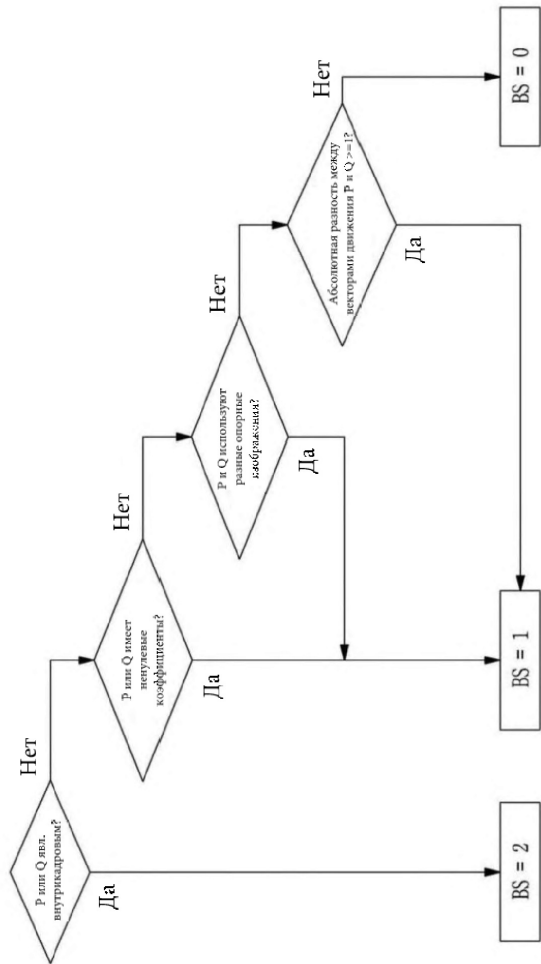 P или Q явл.
внутрикадровым?
Нет
Да
P или Q имеет
ненулевые
коэффициенты?
Нет
Да
P и Q используют
разные опорные
изображения?
Нет
Да
Абсолютная разность между
векторами движения P и Q >=1?
Нет
Да
BS = 2
BS = 1
BS = 0